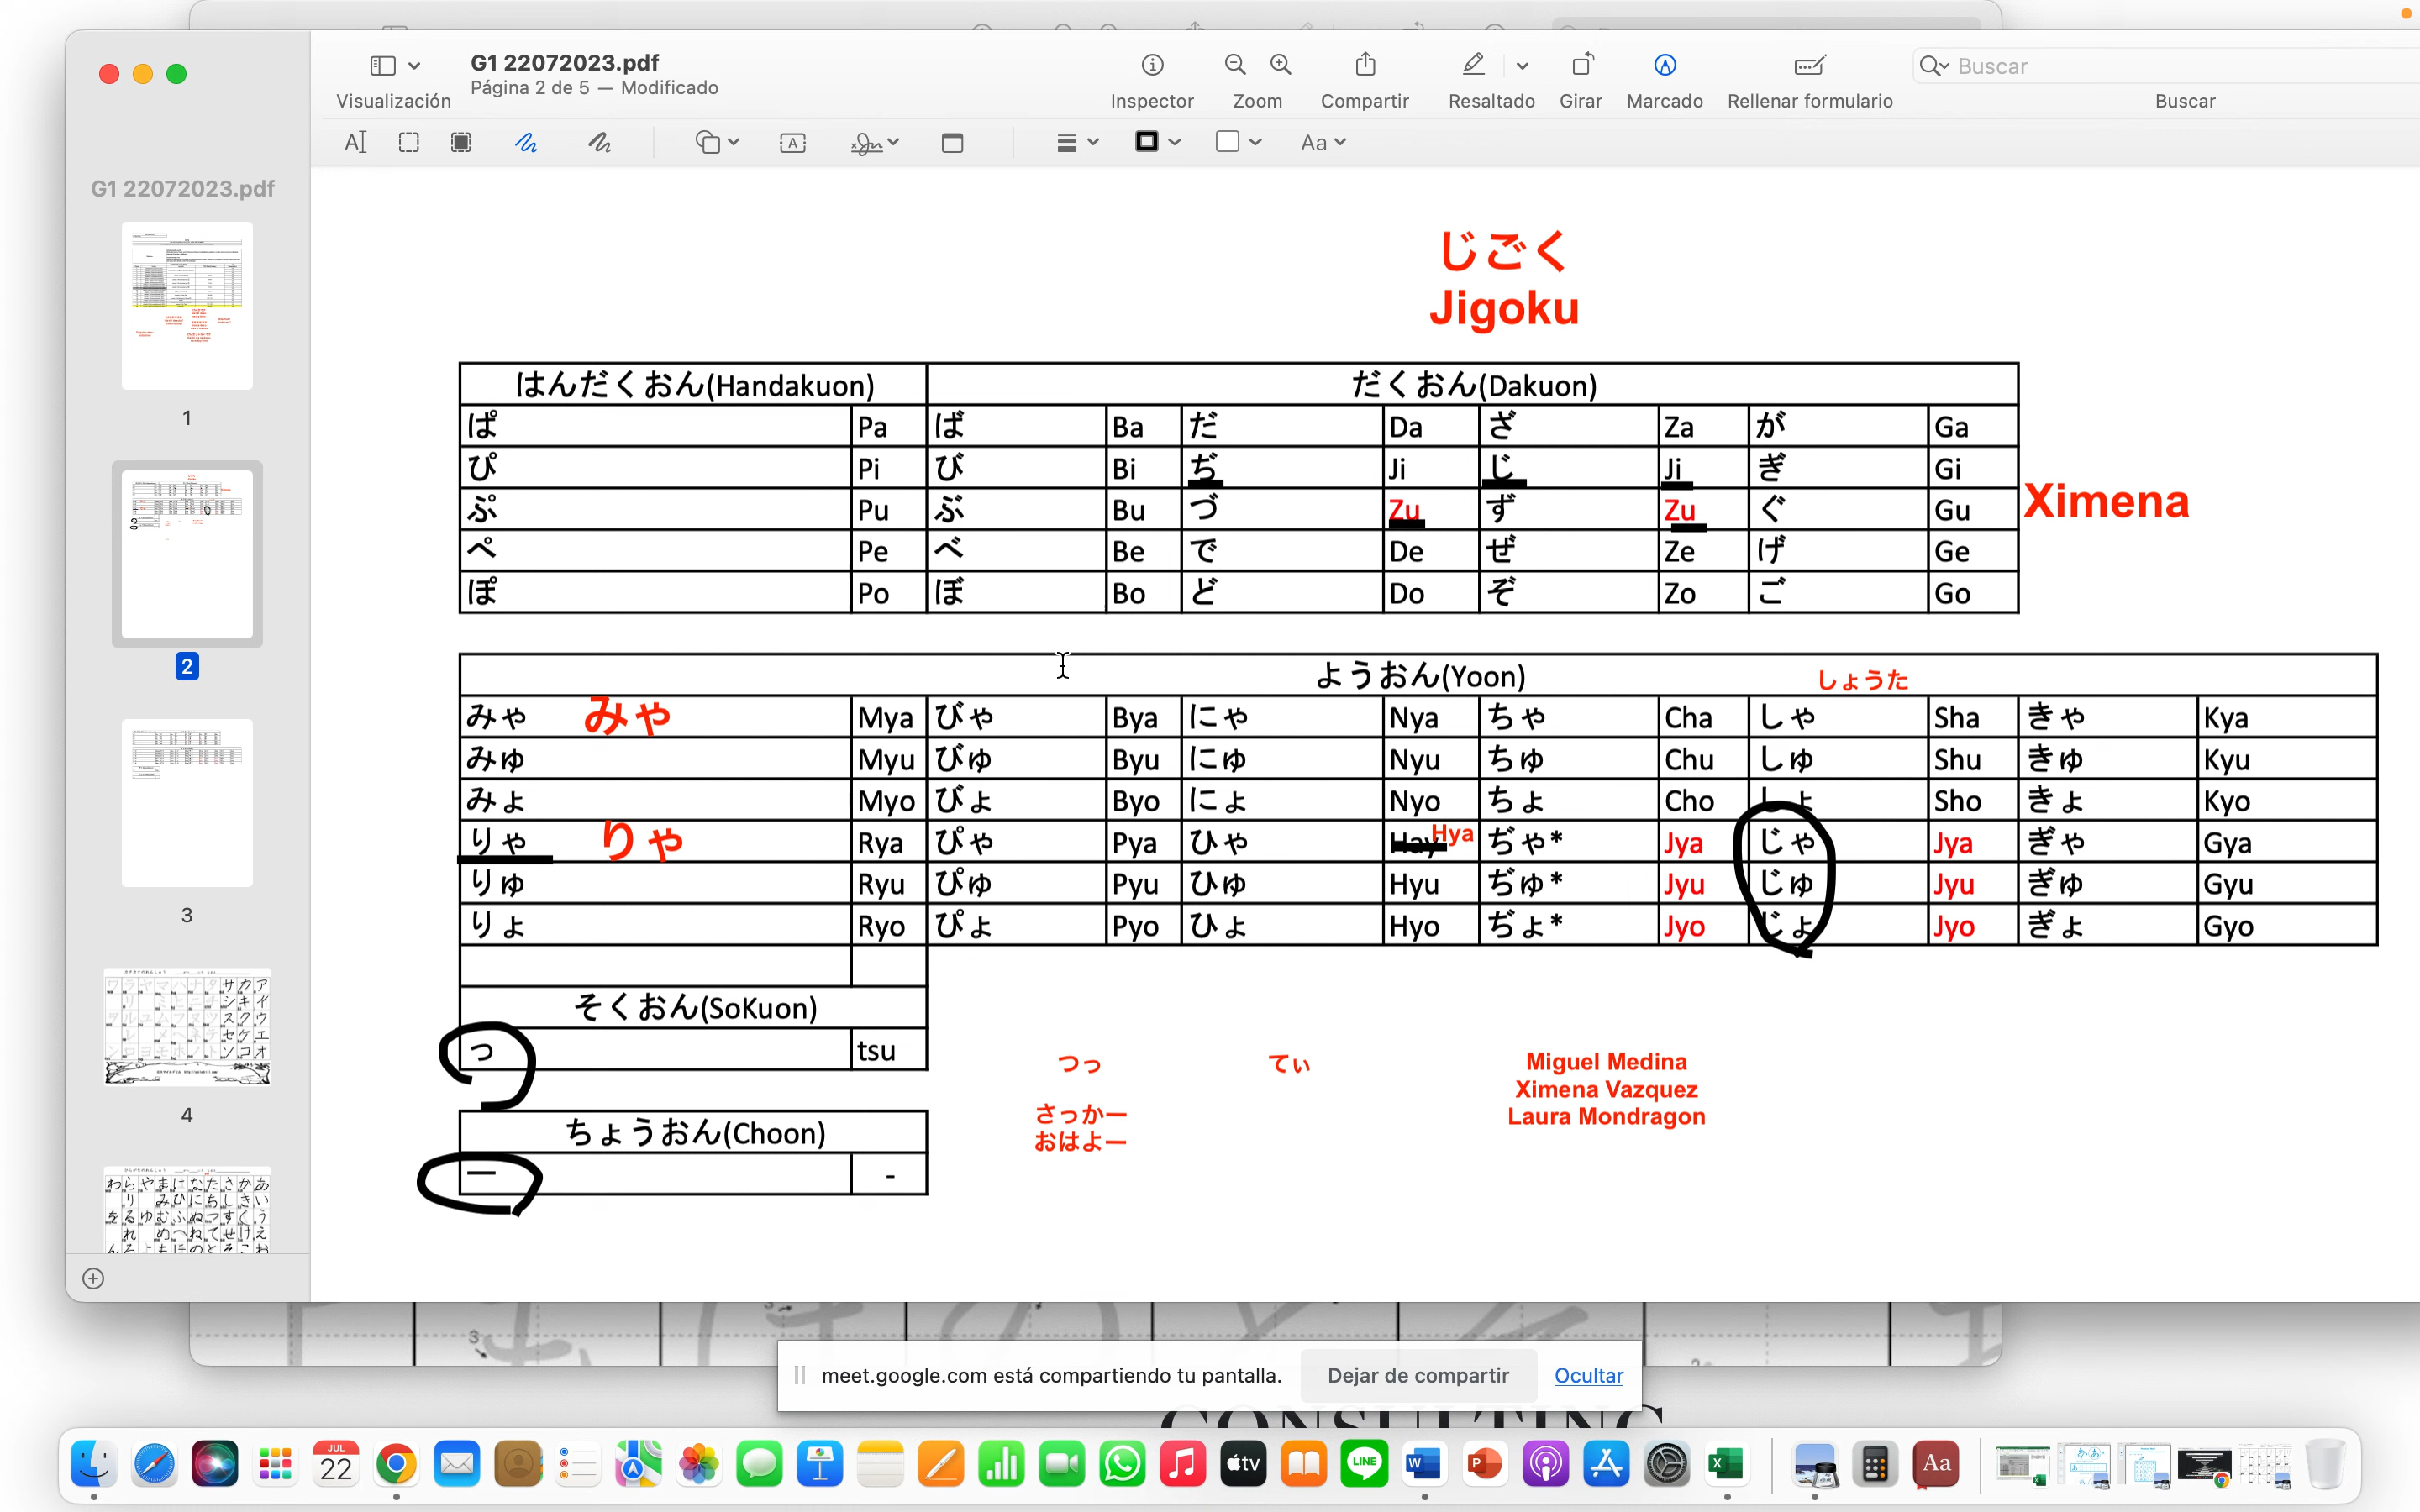 G1 22072023.pdf
Página 2 de 5 — Modificado
Visualización
Inspector
Zoom
Compartir
Resaltado
Girar
Marcado
Rellenar formulario
Buscar
Buscar
Aa
G1 22072023.pdf
1
2
3
4
じごく
Jigoku
はんだくおん(Handakuon) だくおん(Dakuon)
ぱ Pa ば Ba だ Da ざ Za が Ga
ぴ Pi び Bi ぢ Ji じ Ji ぎ Gi
ぷ Pu ぶ Bu づ Zu ず Zu ぐ Gu
Ximena
ぺ Pe べ Be で De ぜ Ze げ Ge
ぽ Po ぼ Bo ど Do ぞ Zo ご Go
ようおん(Yoon) しょうた
みゃ みゃ Mya びゃ Bya にゃ Nya ちゃ Cha しゃ Sha きゃ Kya
みゅ Myu びゅ Byu にゅ Nyu ちゅ Chu しゅ Shu きゅ Kyu
みょ Myo びょ Byo にょ Nyo ちょ Cho しょ Sho きょ Kyo
りゃ りゃ Rya ぴゃ Pya ひゃ Hay Hya ぢゃ* Jya じゃ Jya ぎゃ Gya
りゅ Ryu ぴゅ Pyu ひゅ Hyu ぢゅ* Jyu じゅ Jyu ぎゅ Gyu
りょ Ryo ぴょ Pyo ひょ Hyo ぢょ* Jyo じょ Jyo ぎょ Gyo
そくおん(SoKuon)
っ tsu
ちょうおん(Choon)
ー -
つっ
てぃ
さっかー
おはよー
Miguel Medina
Ximena Vazquez
Laura Mondragon
meet.google.com está compartiendo tu pantalla.
Dejar de compartir
Ocultar
CONSULTING
JUL
22
tv
LINE
W
P
X
Aa